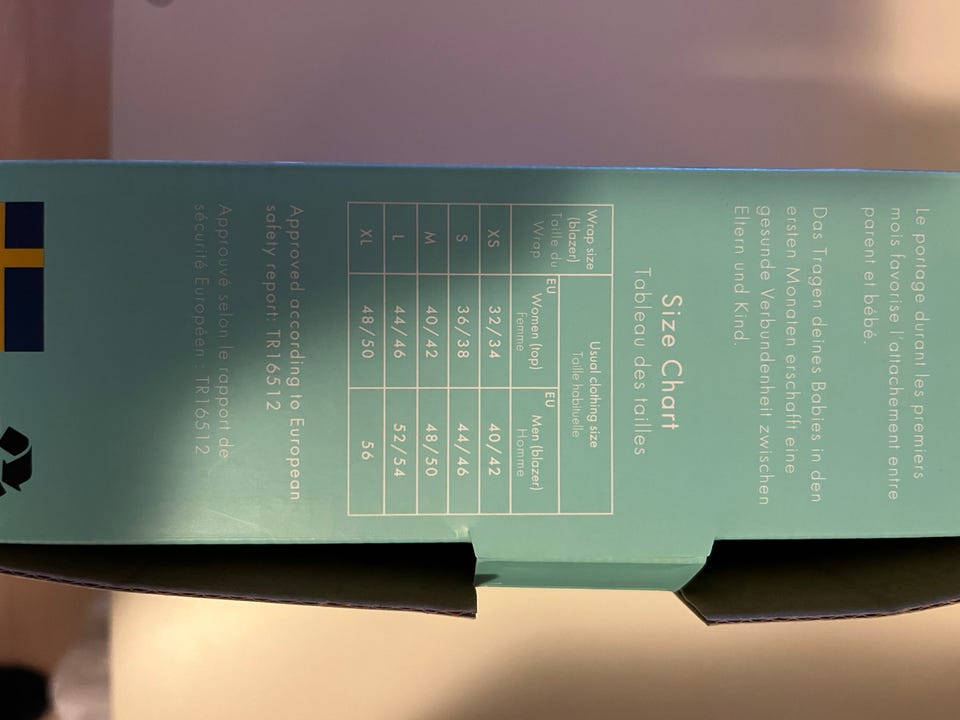 Le portage durant les premiers
mois favorise l'attachement entre
parent et bébé.
Das Tragen deines Babies in den
ersten Monaten erschafft eine
gesunde Verbundenheit zwischen
Eltern und Kind.
Size Chart
Tableau des tailles
Wrap size
(blazer)
Taille du
Wrap
Usual clothing size
Taille habituelle
EU Women (top)
Femme
EU Men (blazer)
Homme
XS 32/34 40/42
S 36/38 44/46
M 40/42 48/50
L 44/46 52/54
XL 48/50 56
Approved according to European
safety report: TR16512
Approuvé selon le rapport de
sécurité Européen : TR16512